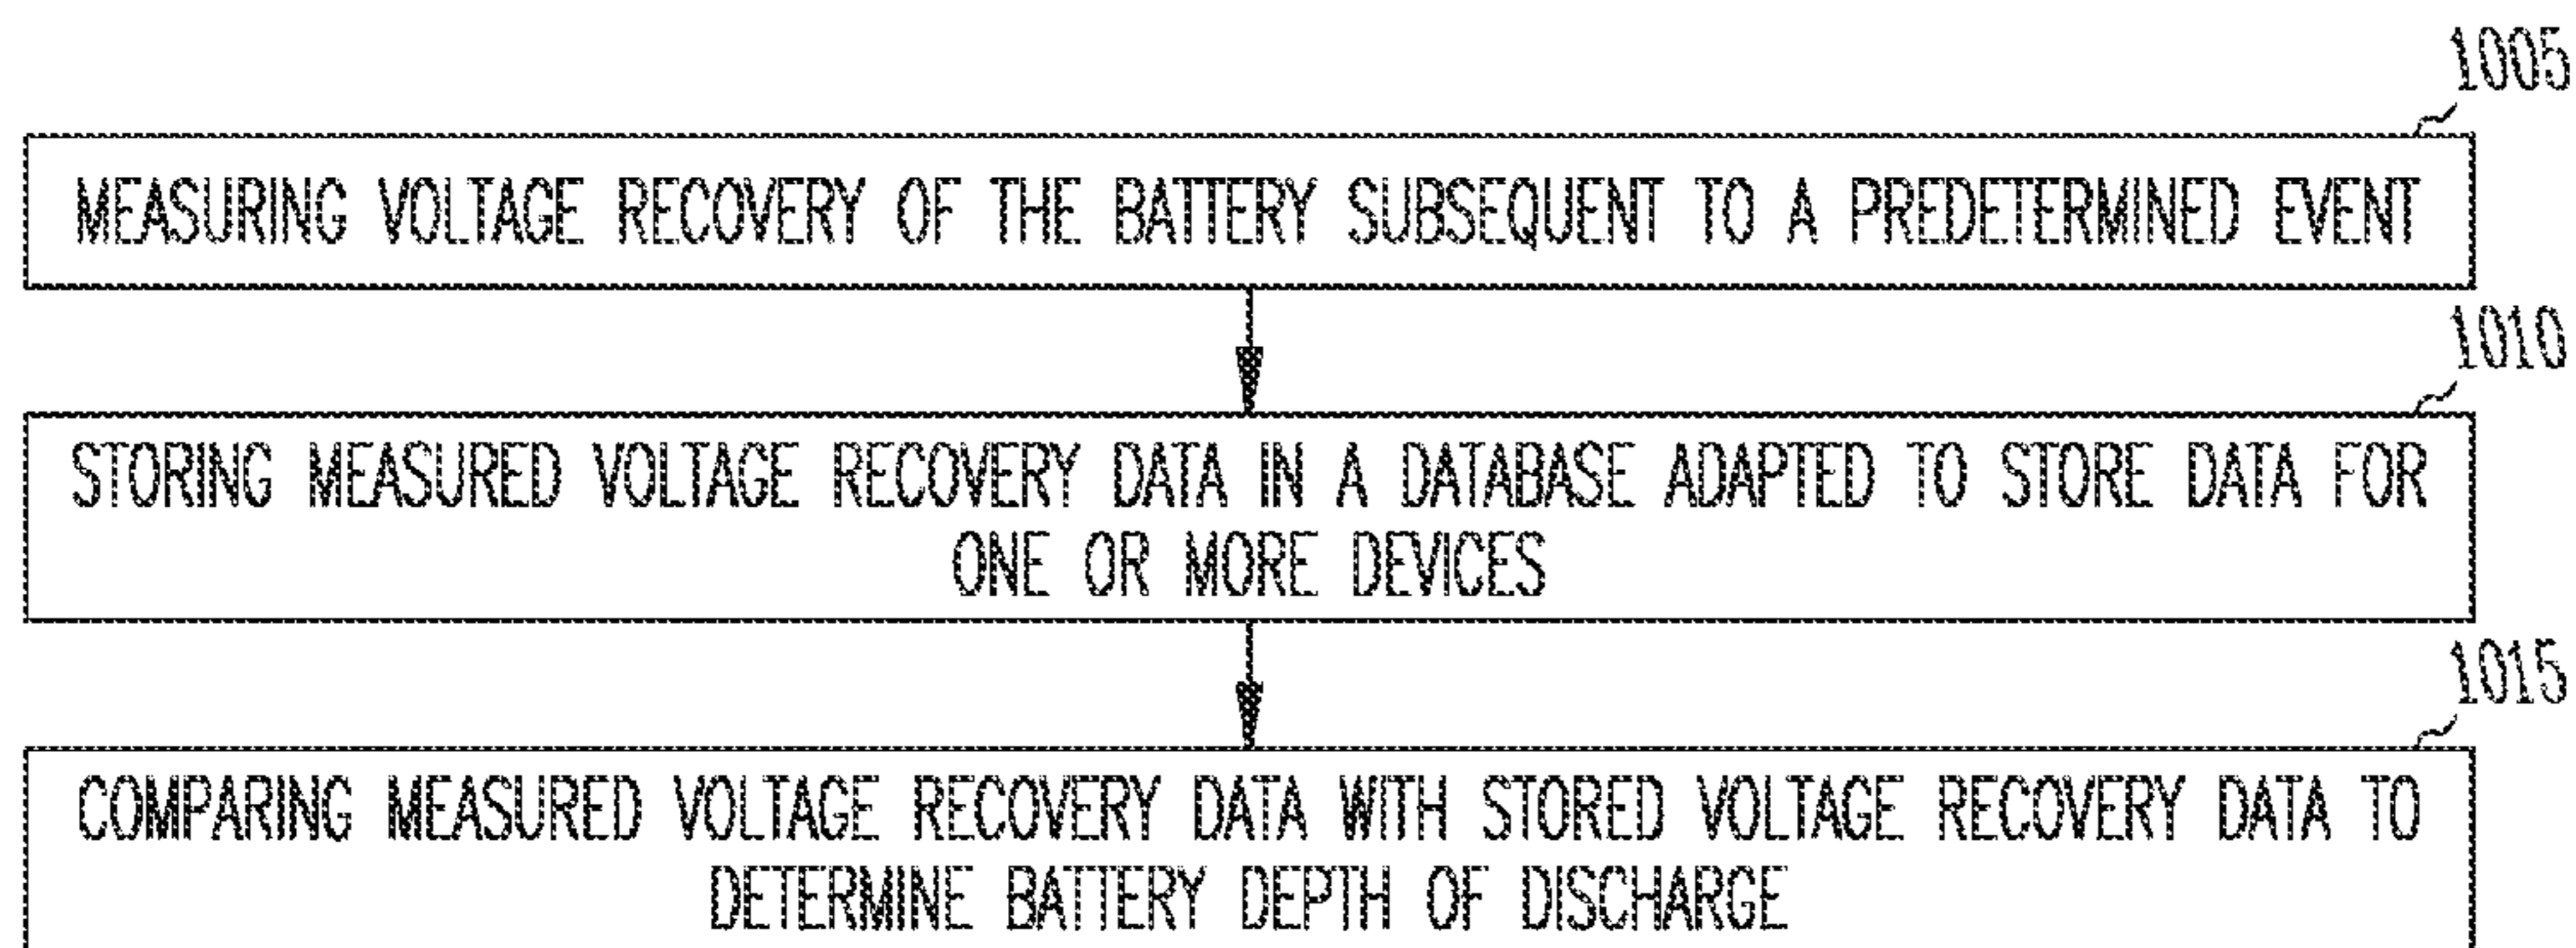 1005
MEASURING VOLTAGE RECOVERY OF THE BATTERY SUBSEQUENT TO A PREDETERMINED EVENT
1010
STORING MEASURED VOLTAGE RECOVERY DATA IN A DATABASE ADAPTED TO STORE DATA FOR
ONE OR MORE DEVICES
1015
COMPARING MEASURED VOLTAGE RECOVERY DATA WITH STORED VOLTAGE RECOVERY DATA TO
DETERMINE BATTERY DEPTH OF DISCHARGE